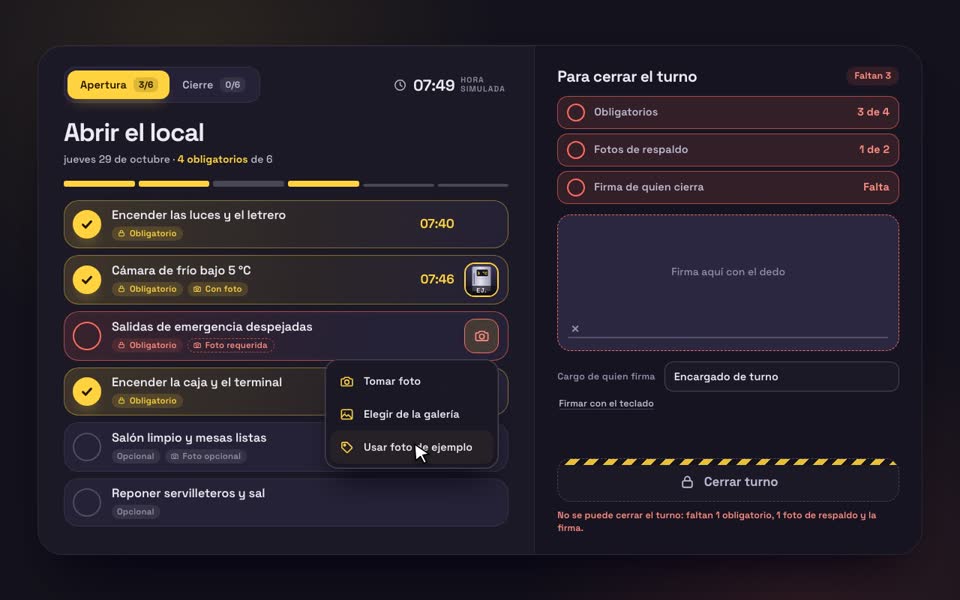 Apertura 3/6
Cierre 0/6
07:49 HORA SIMULADA
Abrir el local
jueves 29 de octubre · 4 obligatorios de 6
Encender las luces y el letrero
Obligatorio
07:40
Cámara de frío bajo 5 °C
Obligatorio Con foto
07:46
EJ.
Salidas de emergencia despejadas
Obligatorio Foto requerida
Encender la caja y el terminal
Obligatorio
Tomar foto
Elegir de la galería
Usar foto de ejemplo
Salón limpio y mesas listas
Opcional Foto opcional
Reponer servilleteros y sal
Opcional
Para cerrar el turno
Faltan 3
Obligatorios 3 de 4
Fotos de respaldo 1 de 2
Firma de quien cierra Falta
Firma aquí con el dedo
×
Cargo de quien firma Encargado de turno
Firmar con el teclado
Cerrar turno
No se puede cerrar el turno: faltan 1 obligatorio, 1 foto de respaldo y la
firma.